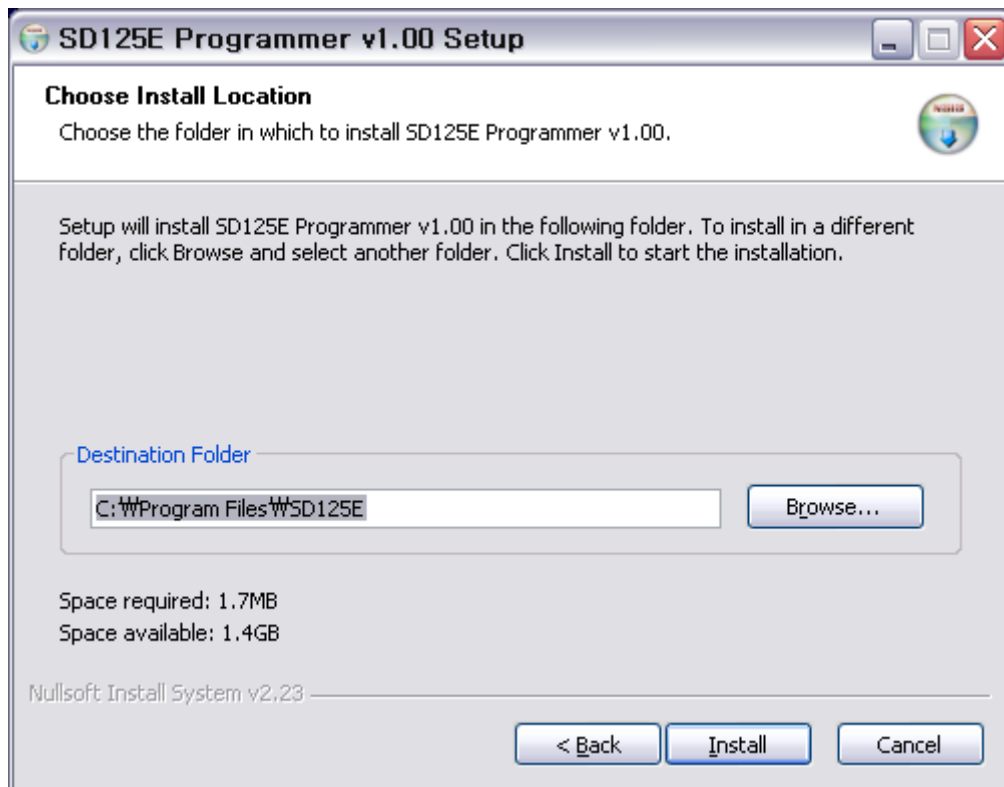 SD125E Programmer v1.00 Setup
Choose Install Location
Choose the folder in which to install SD125E Programmer v1.00.
Setup will install SD125E Programmer v1.00 in the following folder. To install in a different
folder, click Browse and select another folder. Click Install to start the installation.
Destination Folder
C:₩Program Files₩SD125E
Browse...
Space required: 1.7MB
Space available: 1.4GB
Nullsoft Install System v2.23
< Back
Install
Cancel